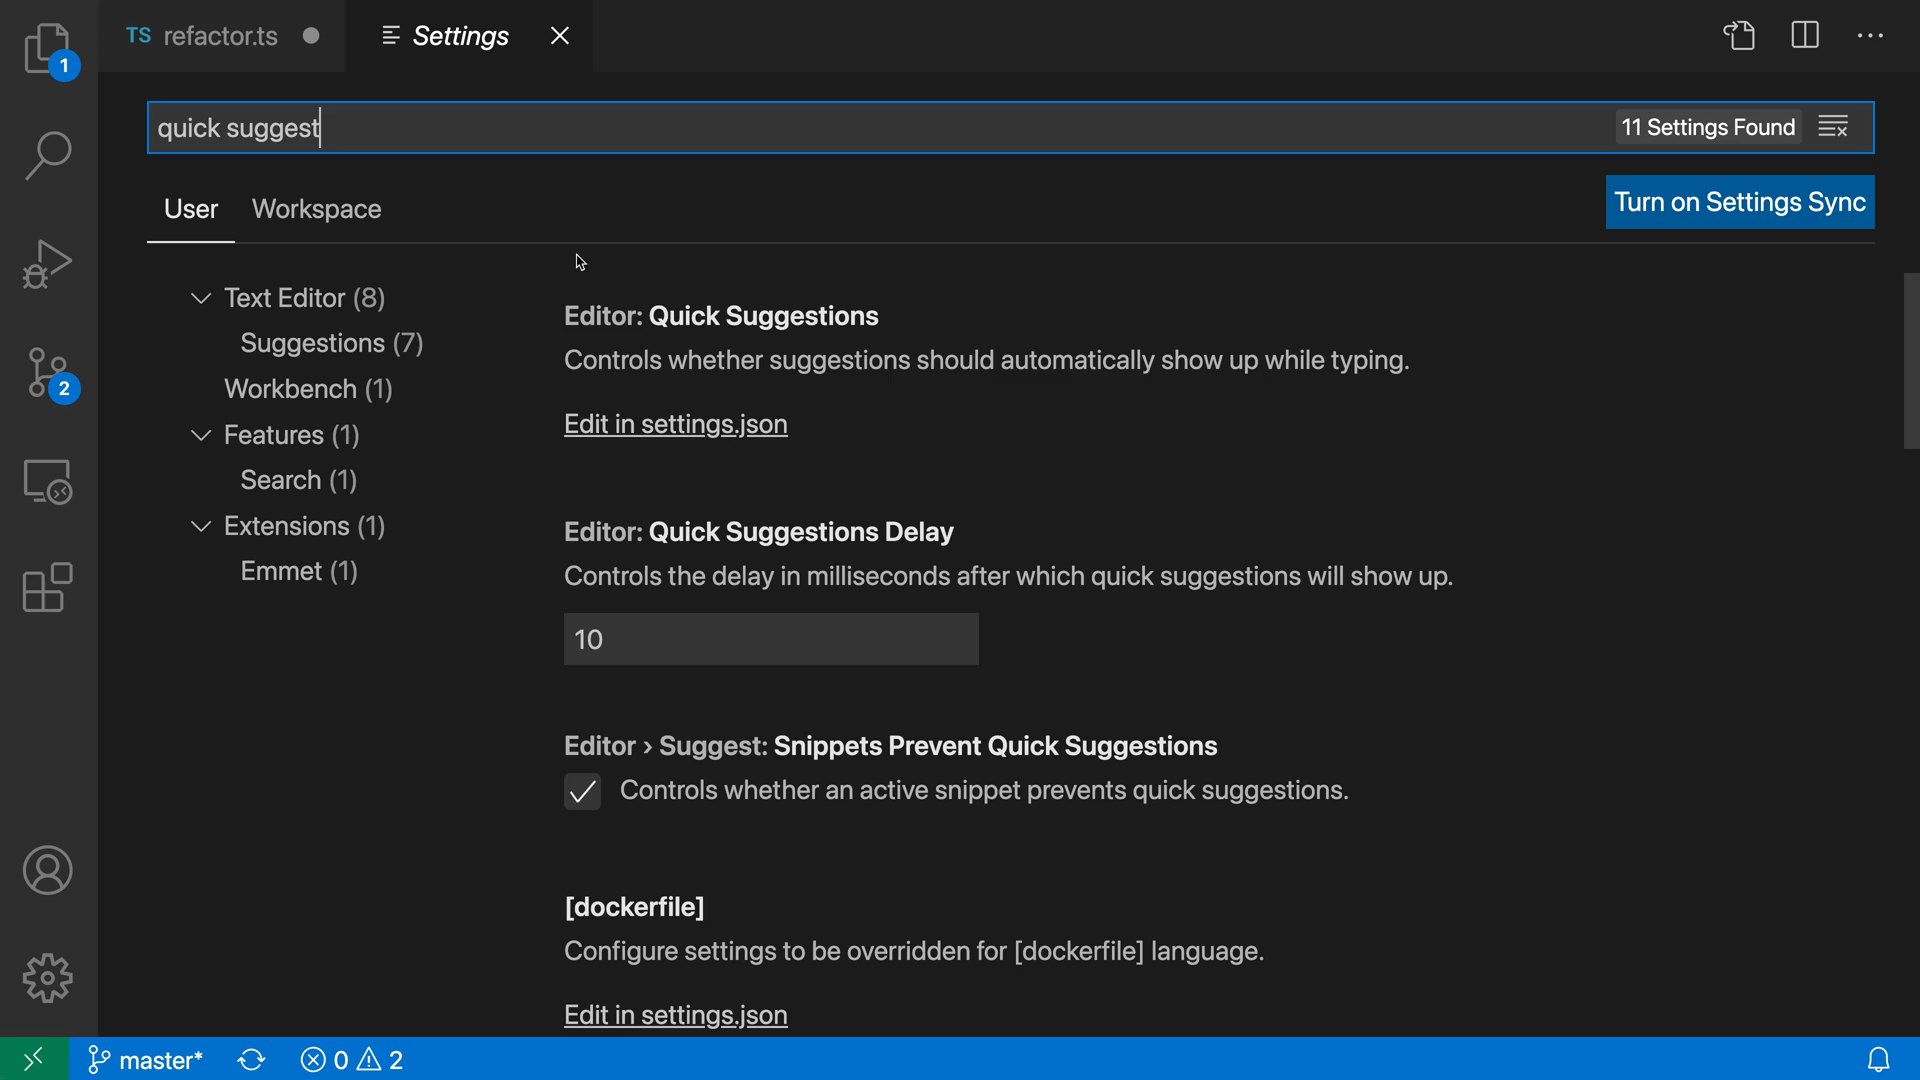 TS refactor.ts
Settings
1
quick suggest
11 Settings Found
User
Workspace
Turn on Settings Sync
Text Editor (8)
Suggestions (7)
Workbench (1)
Features (1)
Search (1)
Extensions (1)
Emmet (1)
2
Editor: Quick Suggestions
Controls whether suggestions should automatically show up while typing.
Edit in settings.json
Editor: Quick Suggestions Delay
Controls the delay in milliseconds after which quick suggestions will show up.
10
Editor › Suggest: Snippets Prevent Quick Suggestions
Controls whether an active snippet prevents quick suggestions.
[dockerfile]
Configure settings to be overridden for [dockerfile] language.
Edit in settings.json
master*
0
2